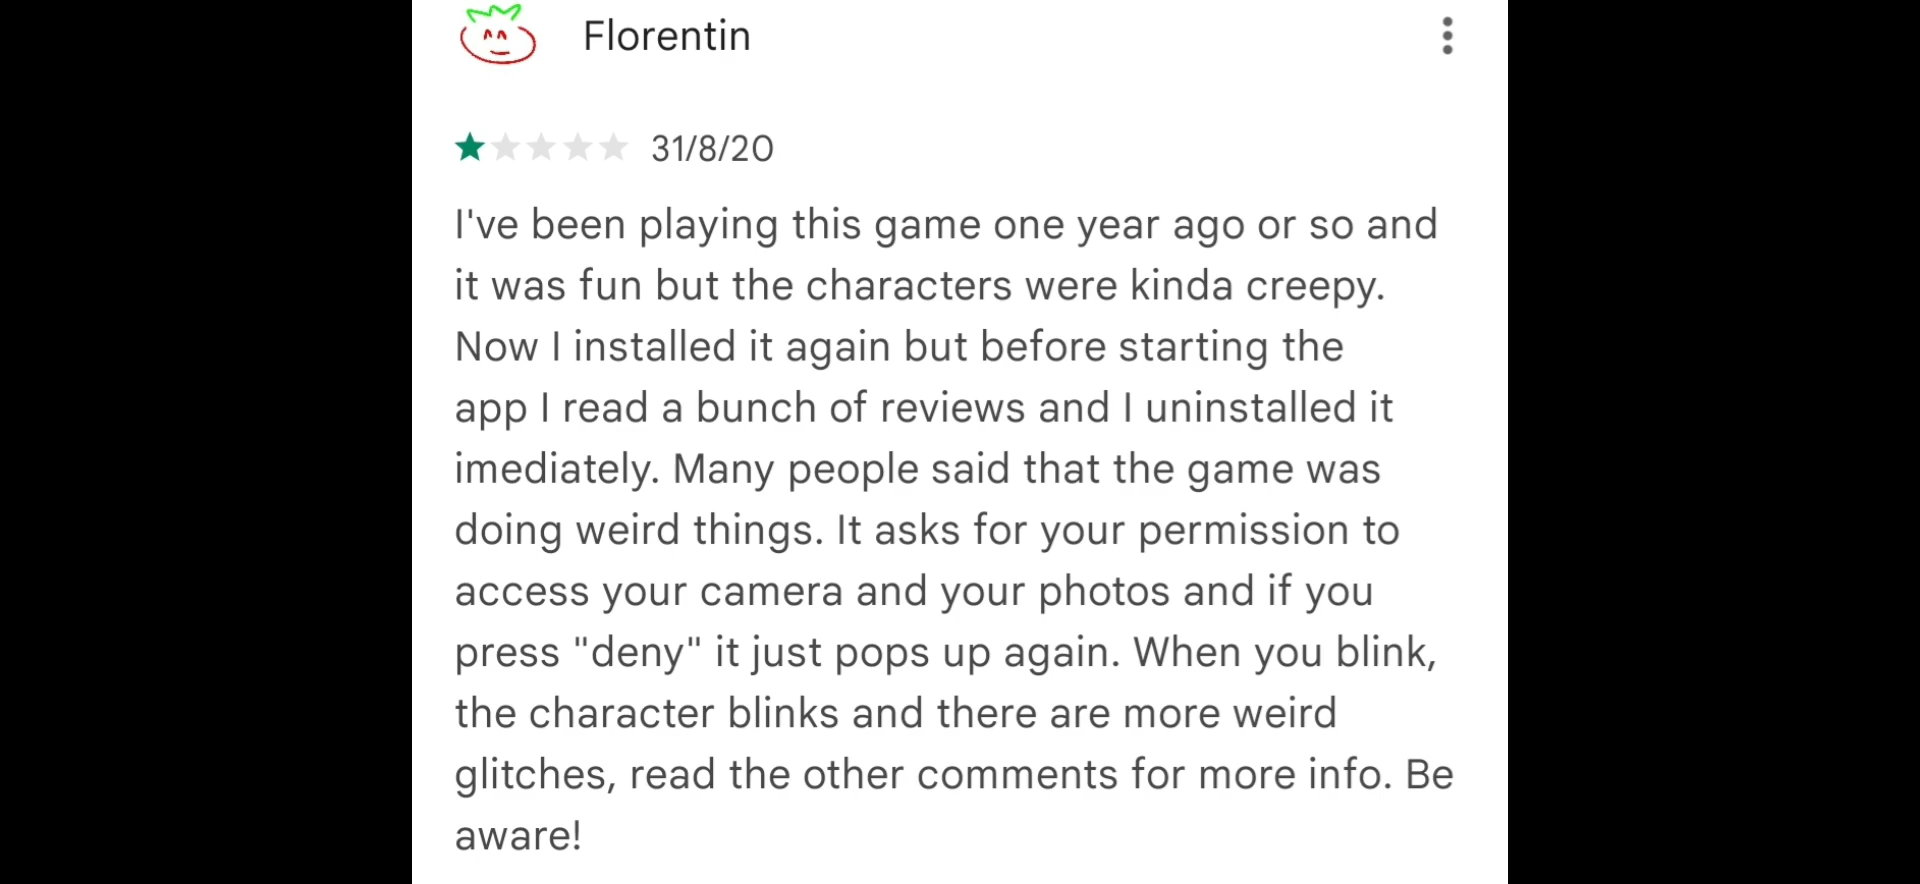 Florentin
31/8/20
I've been playing this game one year ago or so and
it was fun but the characters were kinda creepy.
Now I installed it again but before starting the
app I read a bunch of reviews and I uninstalled it
imediately. Many people said that the game was
doing weird things. It asks for your permission to
access your camera and your photos and if you
press "deny" it just pops up again. When you blink,
the character blinks and there are more weird
glitches, read the other comments for more info. Be
aware!